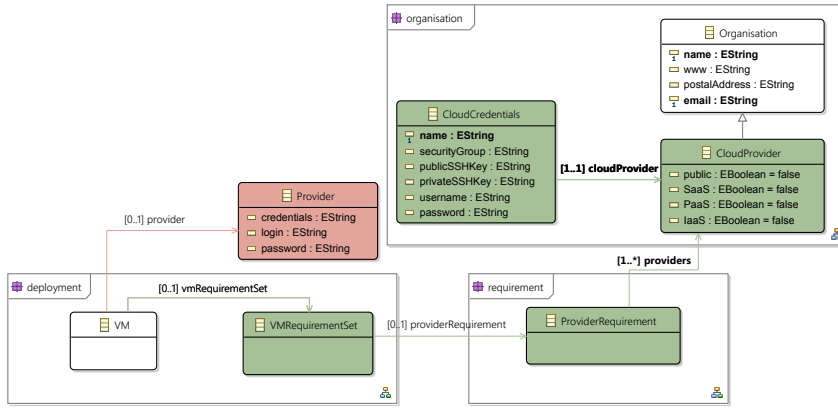 organisation
Organisation
name : EString
www : EString
postalAddress : EString
email : EString
CloudCredentials
name : EString
securityGroup : EString
publicSSHKey : EString
privateSSHKey : EString
username : EString
password : EString
[1..1] cloudProvider
CloudProvider
public : EBoolean = false
SaaS : EBoolean = false
PaaS : EBoolean = false
IaaS : EBoolean = false
Provider
credentials : EString
login : EString
password : EString
[0..1] provider
[1..*] providers
deployment
[0..1] vmRequirementSet
VM
VMRequirementSet
[0..1] providerRequirement
requirement
ProviderRequirement